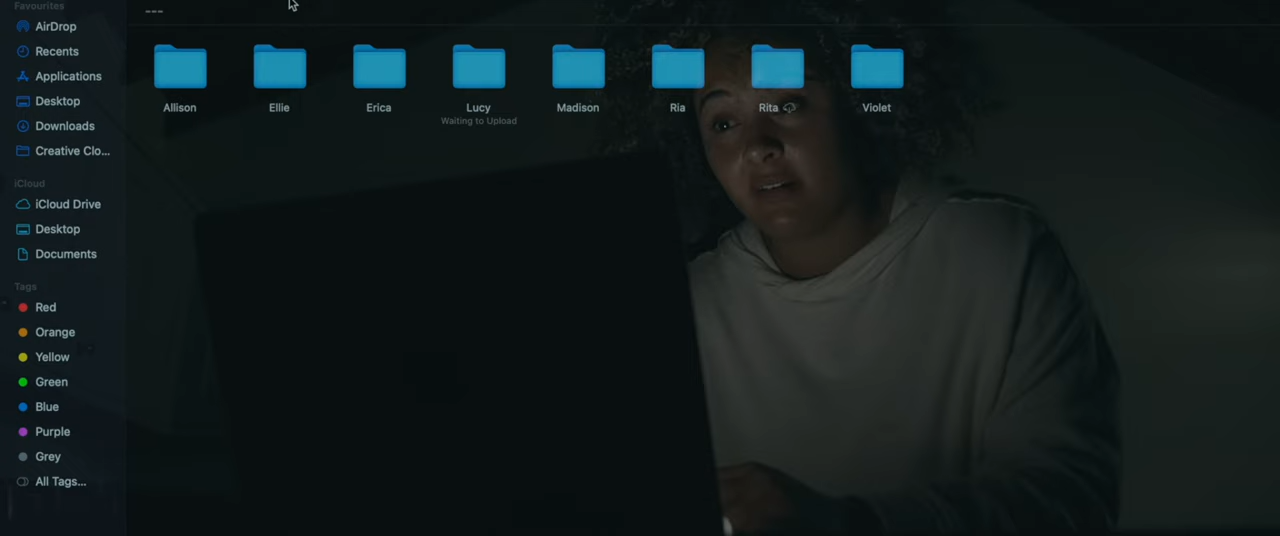 Favourites
AirDrop
Recents
Applications
Desktop
Downloads
Creative Clo...
iCloud
iCloud Drive
Desktop
Documents
Tags
Red
Orange
Yellow
Green
Blue
Purple
Grey
All Tags...
---
Allison
Ellie
Erica
Lucy
Waiting to Upload
Madison
Ria
Rita
Violet